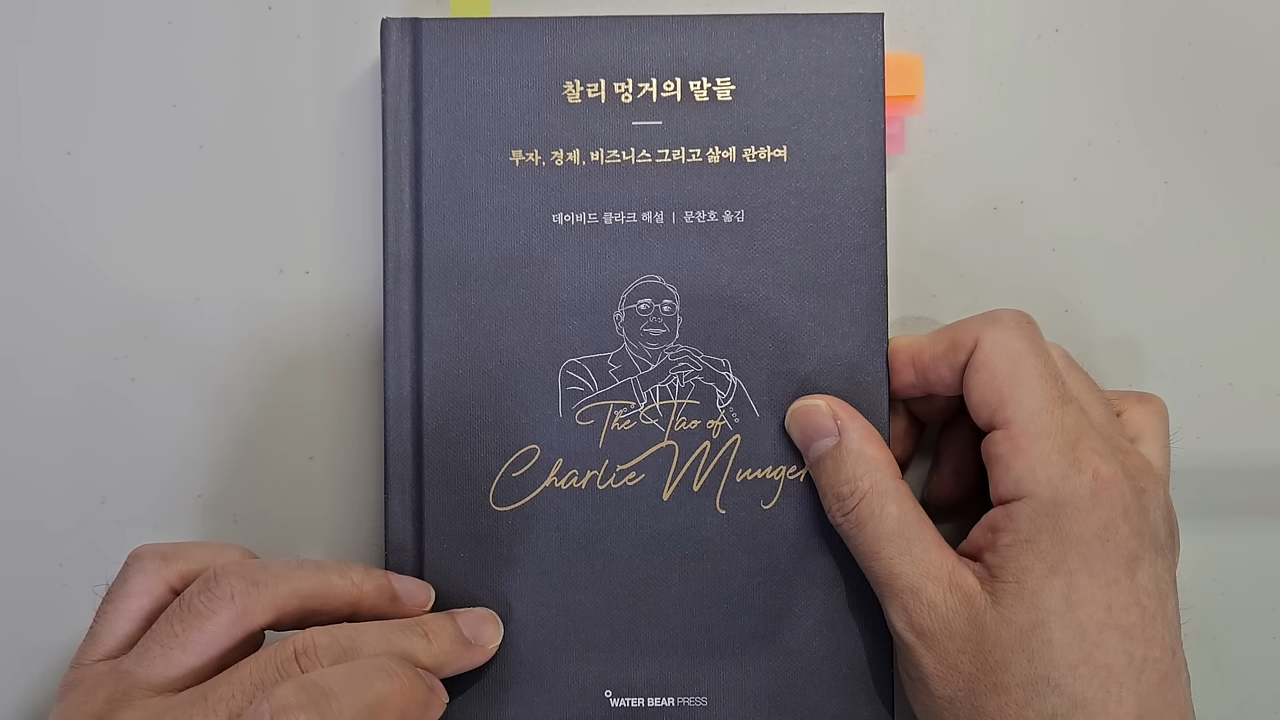 찰리 멍거의 말들
투자, 경제, 비즈니스 그리고 삶에 관하여
데이비드 클라크 해설 | 문찬호 옮김
The Tao of
Charlie Munger
WATER BEAR PRESS